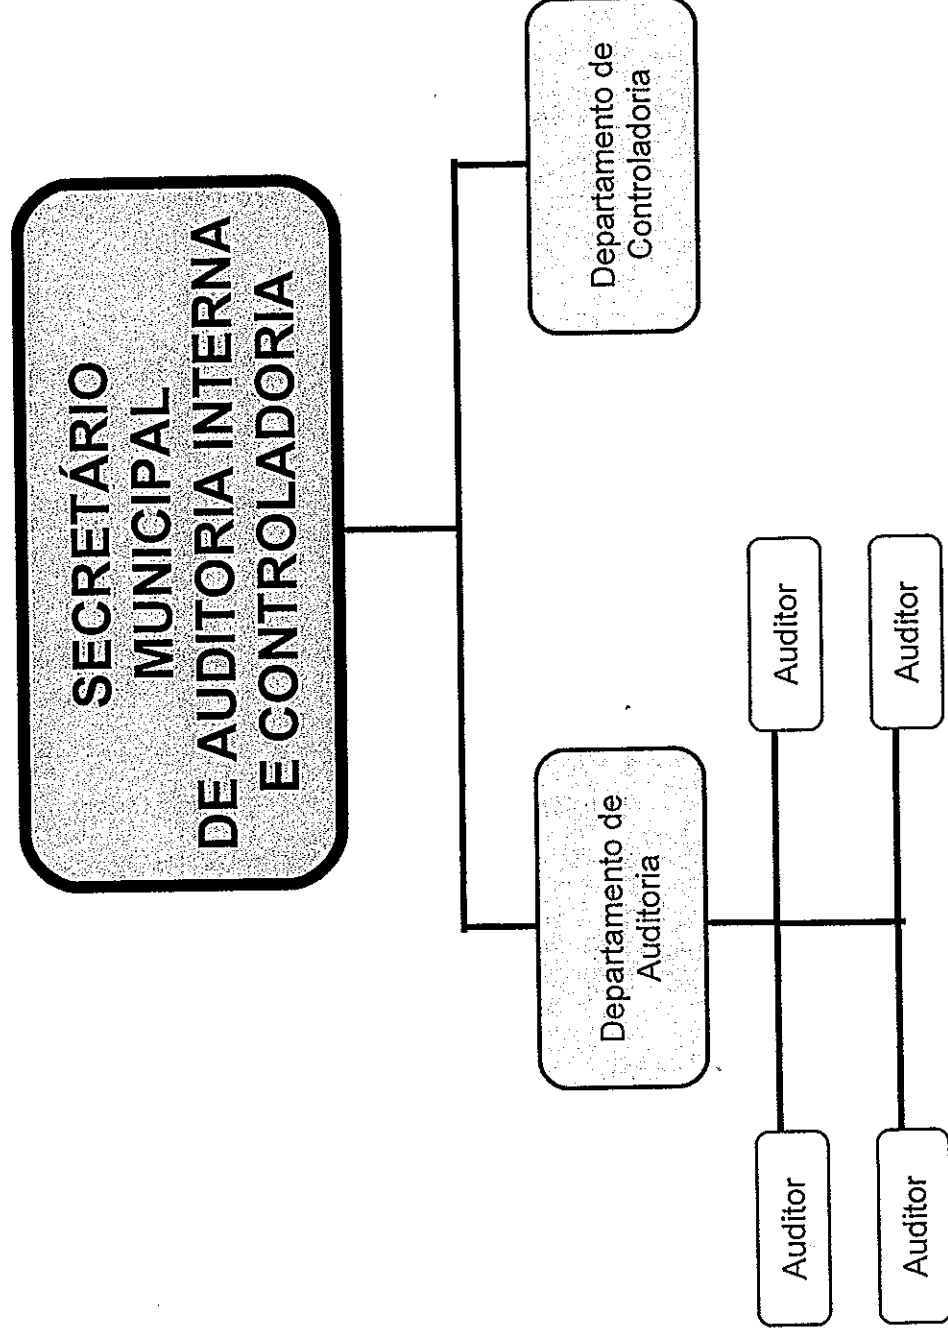 SECRETÁRIO
MUNICIPAL
DE AUDITORIA INTERNA
E CONTROLADORIA
Departamento de
Auditoria
Departamento de
Controladoria
Auditor
Auditor
Auditor
Auditor